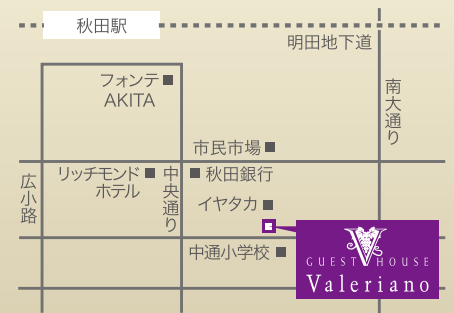 秋田駅
明田地下道
フォンテ
AKITA
南大通り
市民市場
リッチモンド
ホテル
中央通り
秋田銀行
広小路
イヤタカ
中通小学校
V
GUEST HOUSE
Valeriano